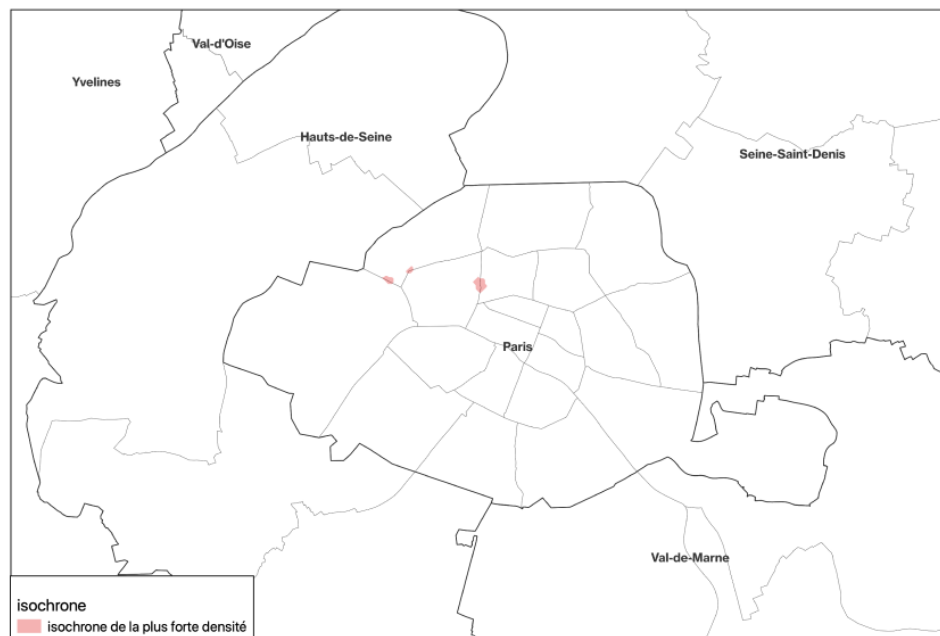 Val-d'Oise
Yvelines
Hauts-de-Seine
Seine-Saint-Denis
Paris
Val-de-Marne
isochrone
isochrone de la plus forte densité